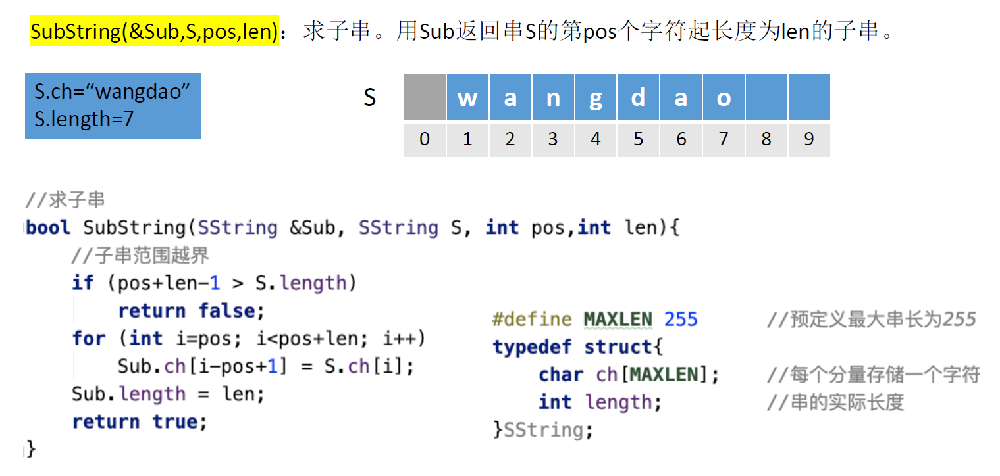 SubString(&Sub,S,pos,len)：求子串。用Sub返回串S的第pos个字符起长度为len的子串。
S.ch=“wangdao”
S.length=7
S
w a n g d a o
0 1 2 3 4 5 6 7 8 9
//求子串
bool SubString(SString &Sub, SString S, int pos,int len){
//子串范围越界
if (pos+len-1 > S.length)
return false;
for (int i=pos; i<pos+len; i++)
Sub.ch[i-pos+1] = S.ch[i];
Sub.length = len;
return true;
}
#define MAXLEN 255 //预定义最大串长为255
typedef struct{
char ch[MAXLEN]; //每个分量存储一个字符
int length; //串的实际长度
}SString;